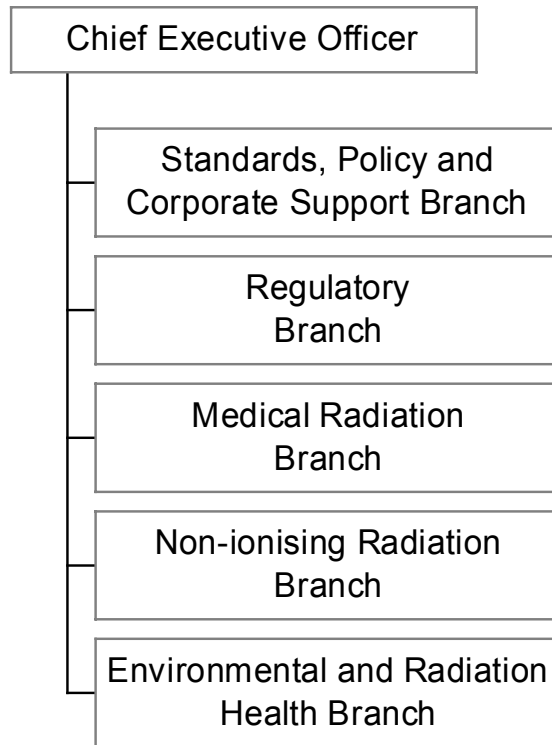 Chief Executive Officer
Standards, Policy and
Corporate Support Branch
Regulatory
Branch
Medical Radiation
Branch
Non-ionising Radiation
Branch
Environmental and Radiation
Health Branch